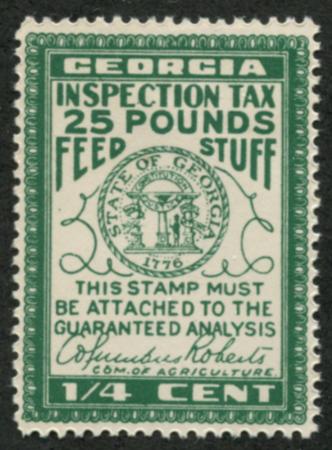 GEORGIA
INSPECTION TAX
25 POUNDS
FEED STUFF
STATE OF GEORGIA
CONSTITUTION
1776
THIS STAMP MUST
BE ATTACHED TO THE
GUARANTEED ANALYSIS
Columbus Roberts
COM. OF AGRICULTURE.
1/4 CENT